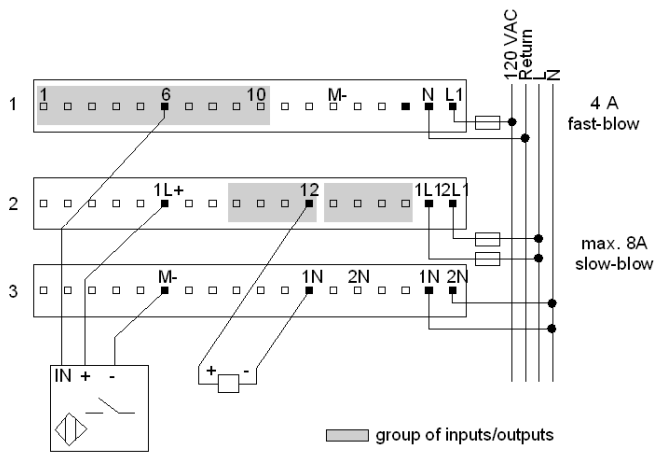 120 VAC
Return
L
N
1
1 6 10 M- N L1
4 A
fast-blow
2
1L+ 12 1L1 2L1
max. 8A
slow-blow
3
M- 1N 2N 1N 2N
IN + -
+ -
group of inputs/outputs